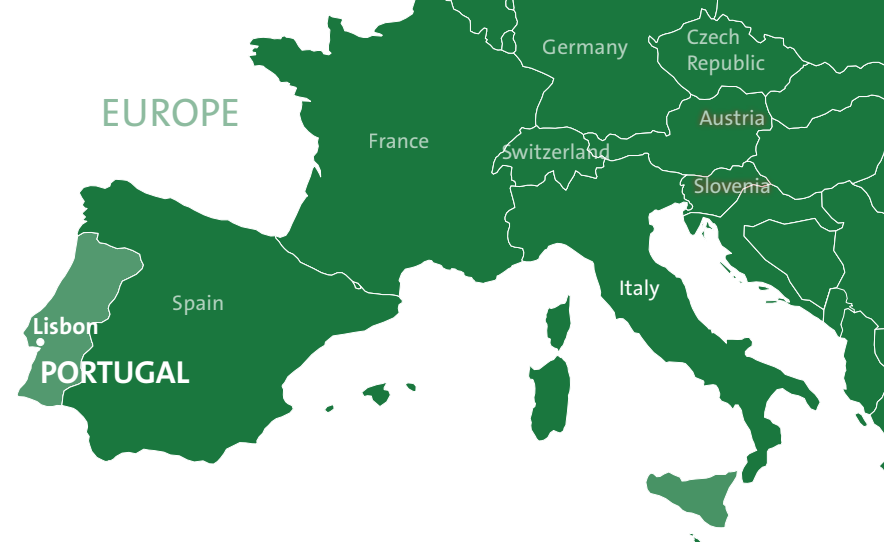 Germany
Czech
Republic
EUROPE
Austria
France
Switzerland
Slovenia
Italy
Spain
Lisbon
PORTUGAL